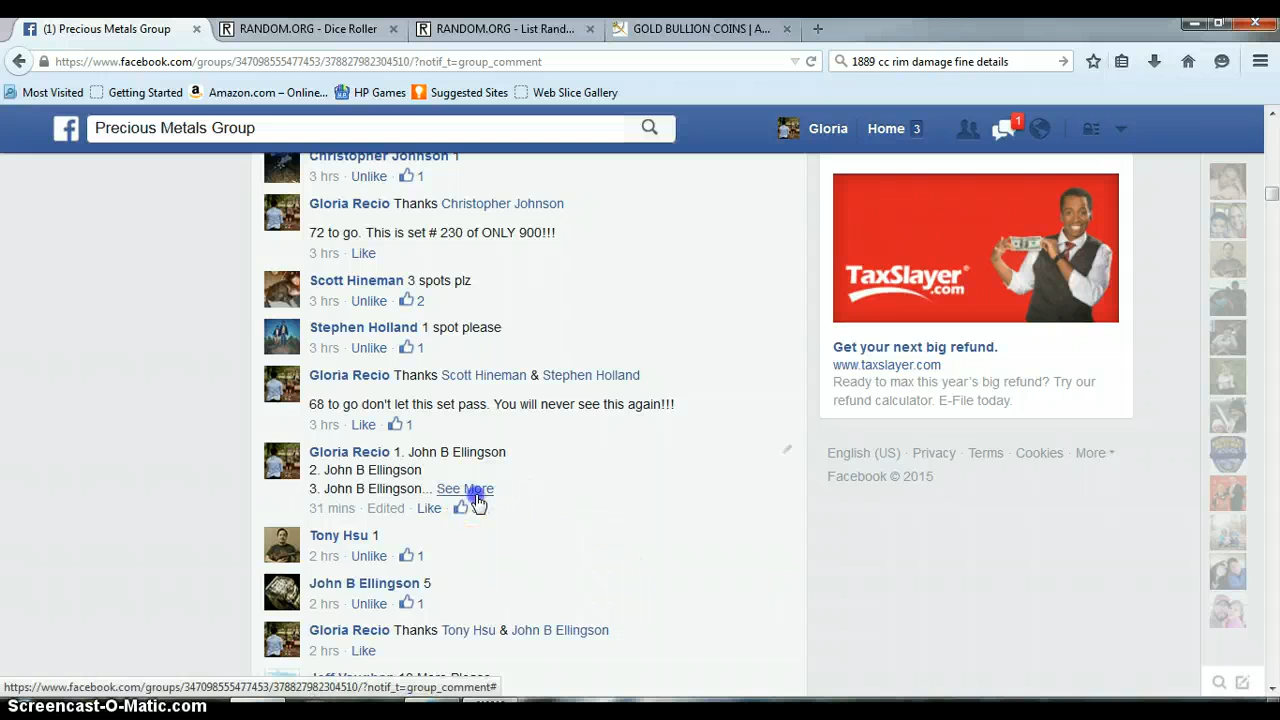 (1) Precious Metals Group
RANDOM.ORG - Dice Roller
RANDOM.ORG - List Rand...
GOLD BULLION COINS | A...
https://www.facebook.com/groups/347098555477453/378827982304510/?notif_t=group_comment
1889 cc rim damage fine details
Most Visited
Getting Started
Amazon.com – Online...
HP Games
Suggested Sites
Web Slice Gallery
Precious Metals Group
Gloria
Home 3
1
Christopher Johnson 1
3 hrs · Unlike · 1
Gloria Recio Thanks Christopher Johnson
72 to go. This is set # 230 of ONLY 900!!!
3 hrs · Like
Scott Hineman 3 spots plz
3 hrs · Unlike · 2
Stephen Holland 1 spot please
3 hrs · Unlike · 1
Gloria Recio Thanks Scott Hineman & Stephen Holland
68 to go don't let this set pass. You will never see this again!!!
3 hrs · Like · 1
Gloria Recio 1. John B Ellingson
2. John B Ellingson
3. John B Ellingson... See More
31 mins · Edited · Like ·
Tony Hsu 1
2 hrs · Unlike · 1
John B Ellingson 5
2 hrs · Unlike · 1
Gloria Recio Thanks Tony Hsu & John B Ellingson
2 hrs · Like
TaxSlayer.com
Get your next big refund.
www.taxslayer.com
Ready to max this year's big refund? Try our
refund calculator. E-File today.
English (US) · Privacy · Terms · Cookies · More
Facebook © 2015
https://www.facebook.com/groups/347098555477453/378827982304510/?notif_t=group_comment#
Screencast-O-Matic.com